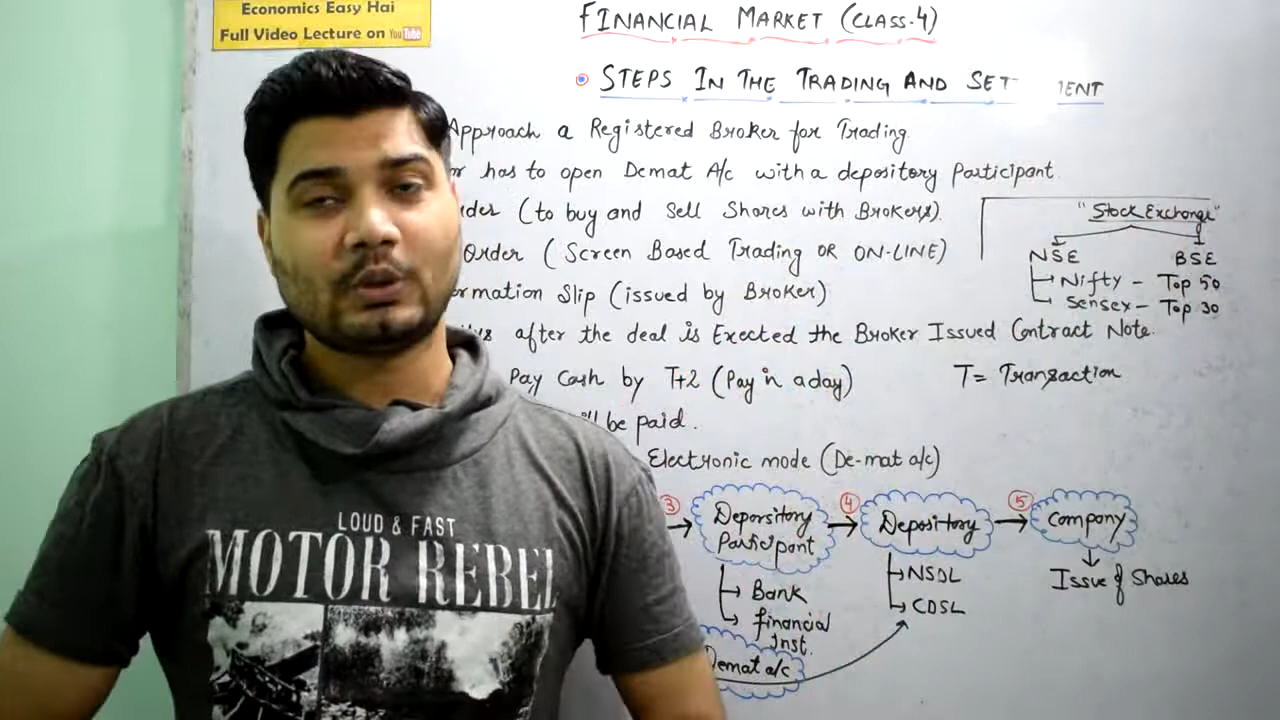 Economics Easy Hai
Full Video Lecture on YouTube
FINANCIAL MARKET (CLASS-4)
STEPS IN THE TRADING AND SET IENT
Approach a Registered Broker for Trading
r has to open Demat A/c with a depository Participant.
der (to buy and Sell Shares with Brokers).
Order (Screen Based Trading OR ON-LINE)
rmation Slip (issued by Broker)
after the deal is Exected the Broker Issued Contract Note.
Pay Cash by T+2 (Pay in a day)
T = Transaction
be paid.
Electronic mode (De-mat a/c)
"Stock Exchange"
NSE BSE
Nifty - Top 50
Sensex - Top 30
3 Deporsitory Participant
4 Depository
5 Company
Bank
financial
Inst.
Demat a/c
NSDL
CDSL
Issue of Shares
LOUD & FAST
MOTOR REBEL